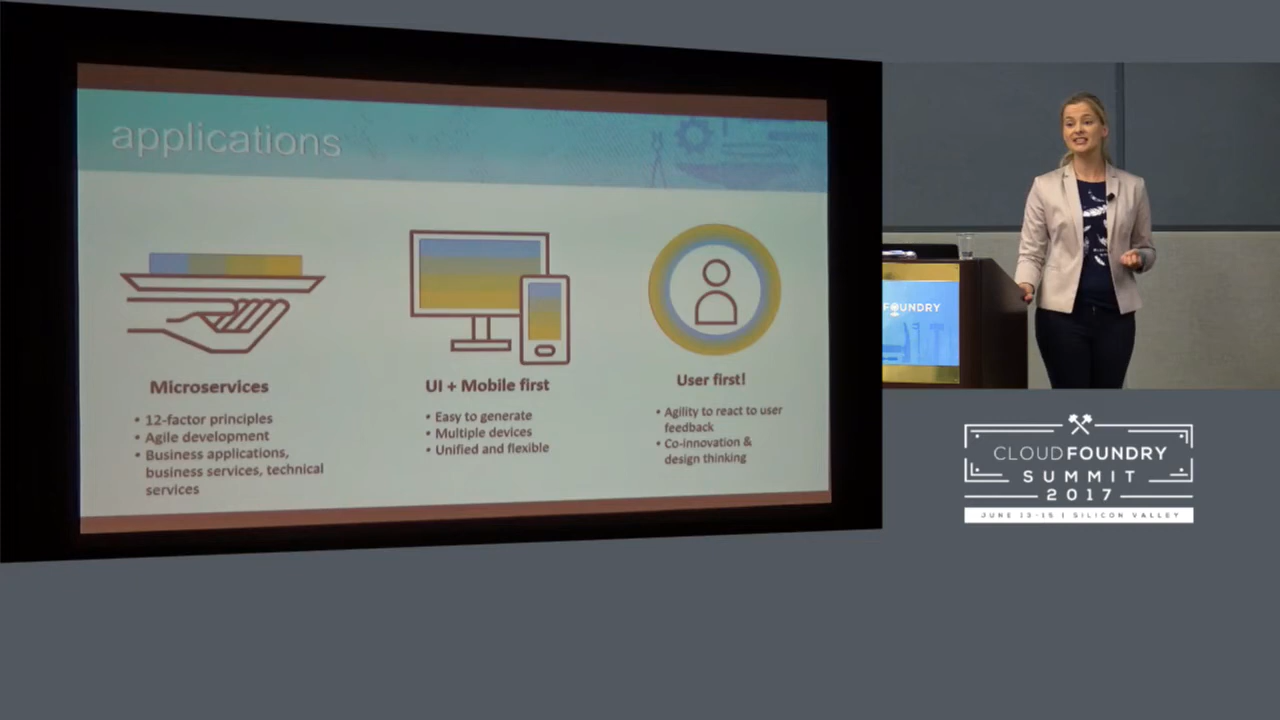 applications
Microservices
• 12-factor principles
• Agile development
• Business applications,
business services, technical
services
UI + Mobile first
• Easy to generate
• Multiple devices
• Unified and flexible
User first!
• Agility to react to user
feedback
• Co-innovation &
design thinking
FOUNDRY
CLOUD FOUNDRY
SUMMIT
2017
JUNE 13-15 | SILICON VALLEY